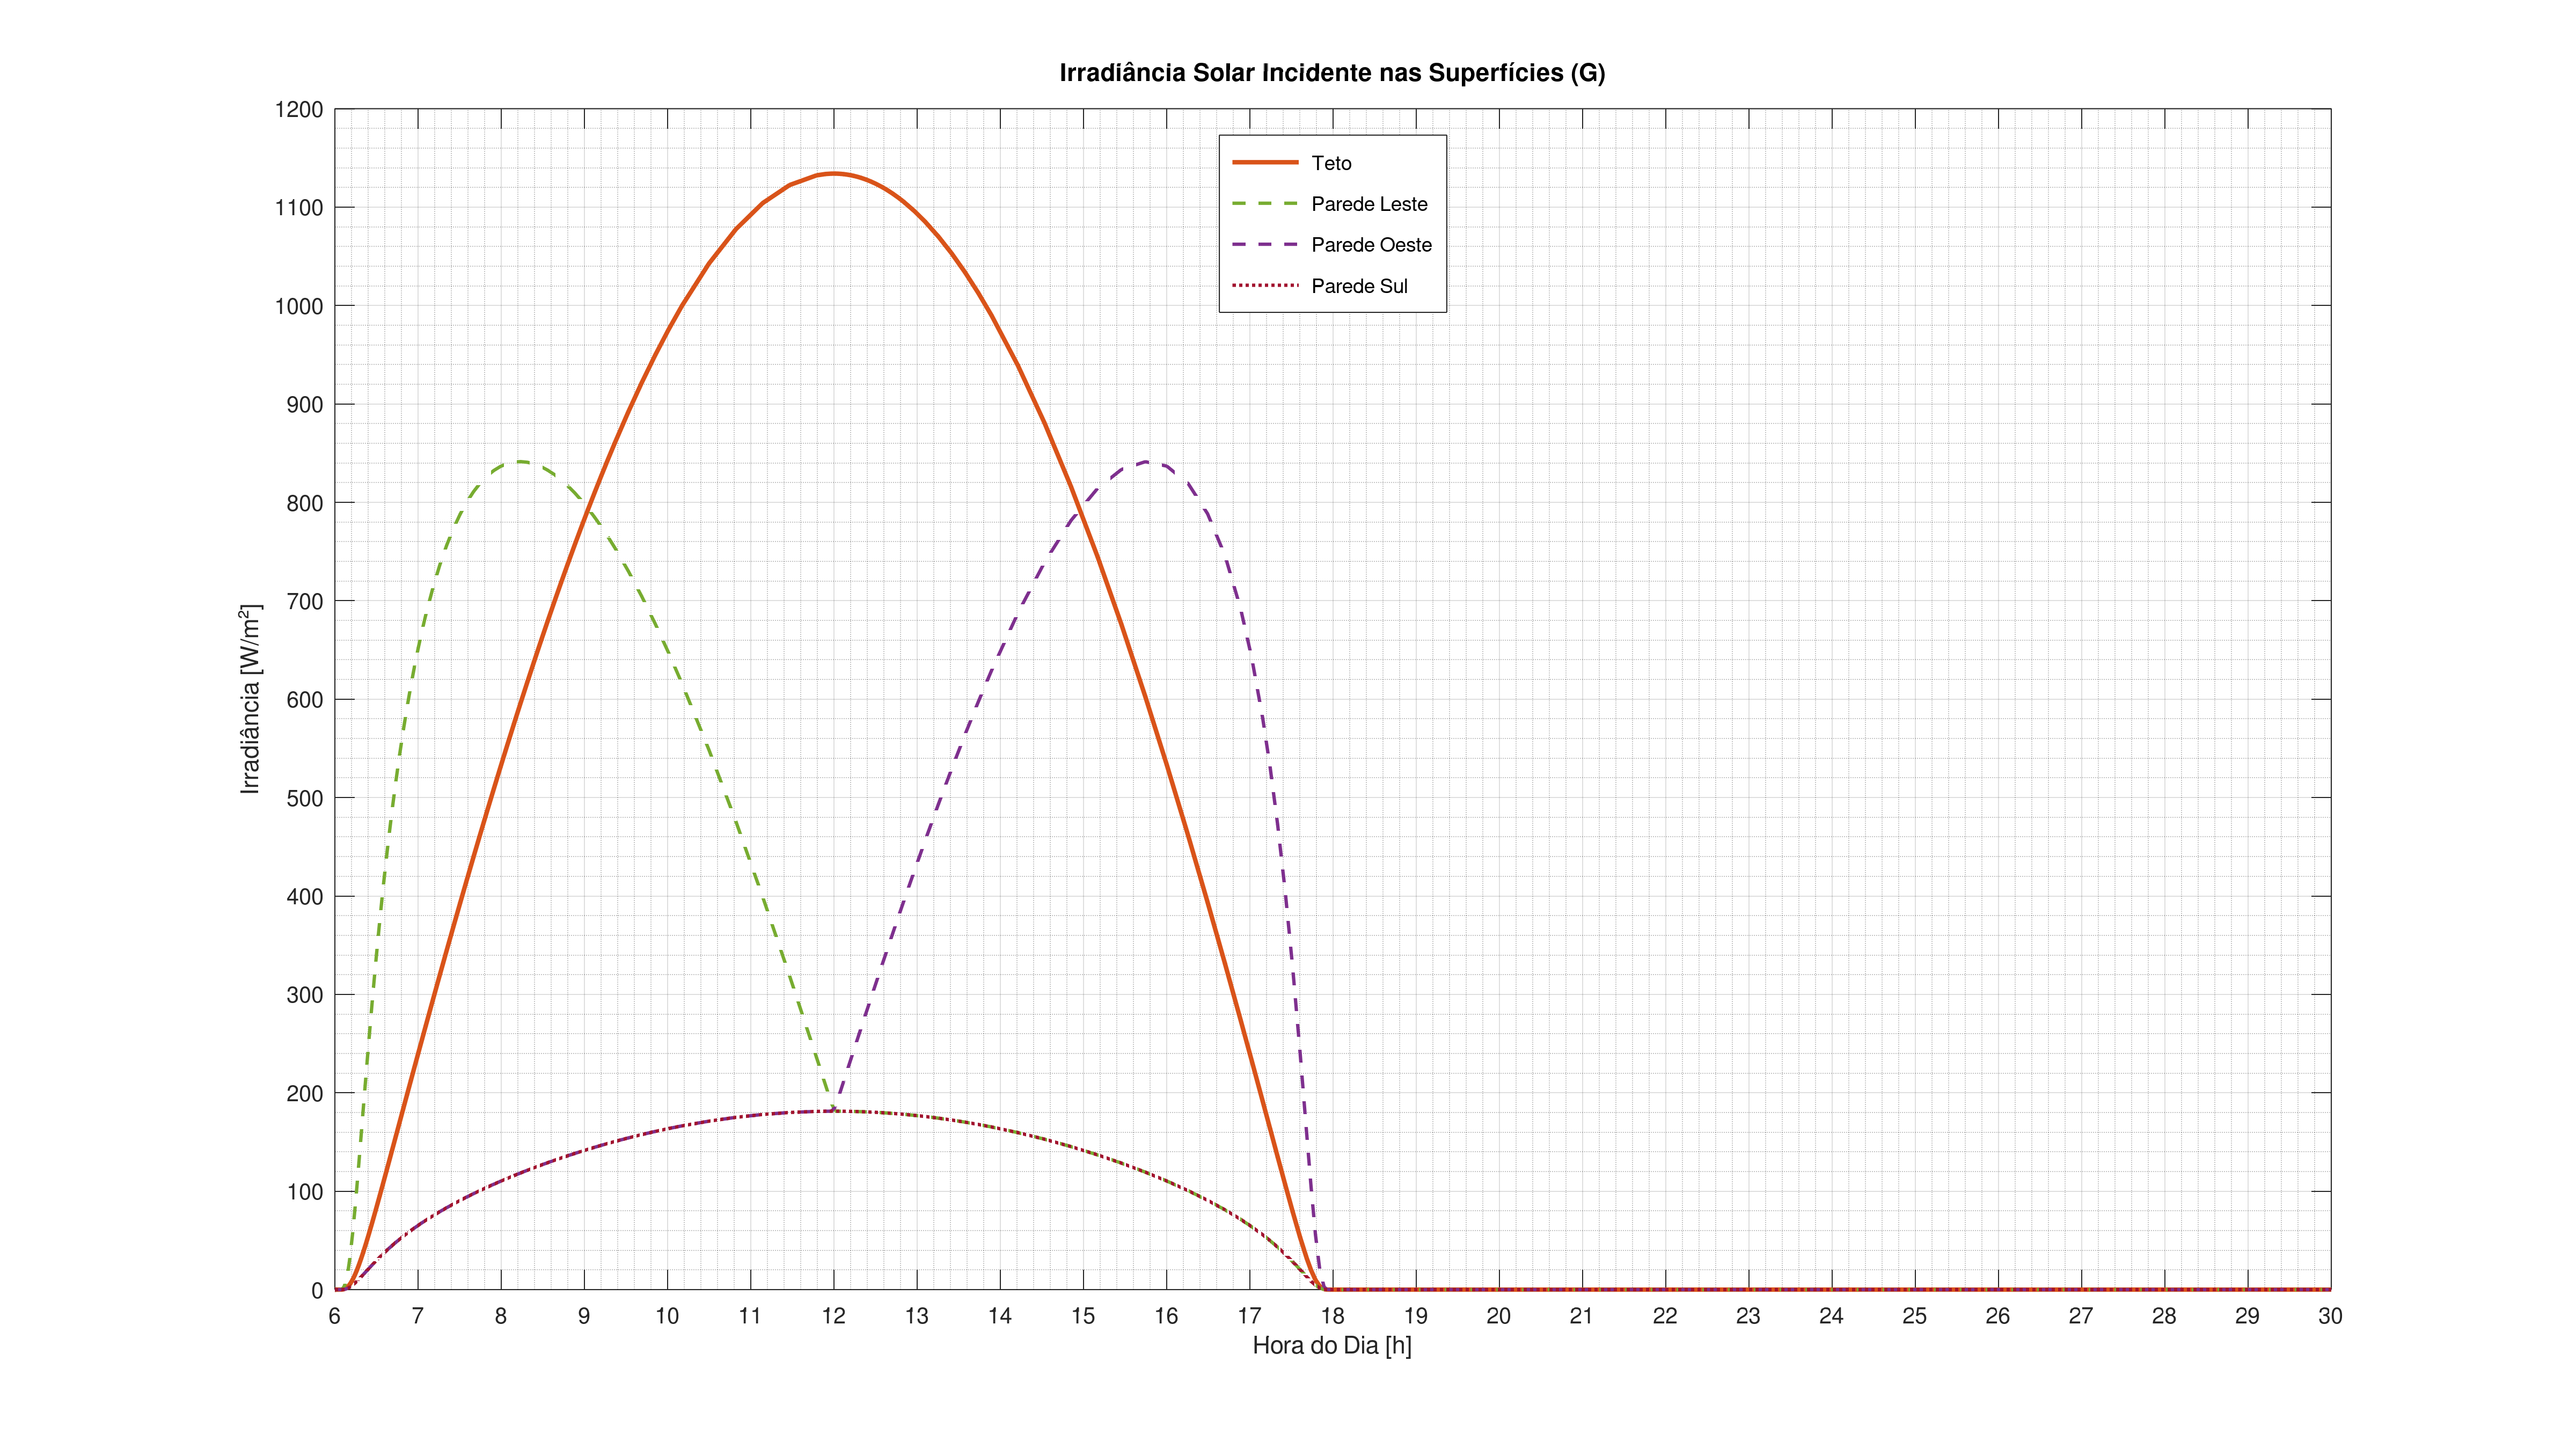 Irradiância Solar Incidente nas Superfícies (G)
1200
1100
1000
900
800
700
600
500
400
300
200
100
0
Irradiância [W/m²]
Teto
Parede Leste
Parede Oeste
Parede Sul
6 7 8 9 10 11 12 13 14 15 16 17 18 19 20 21 22 23 24 25 26 27 28 29 30
Hora do Dia [h]